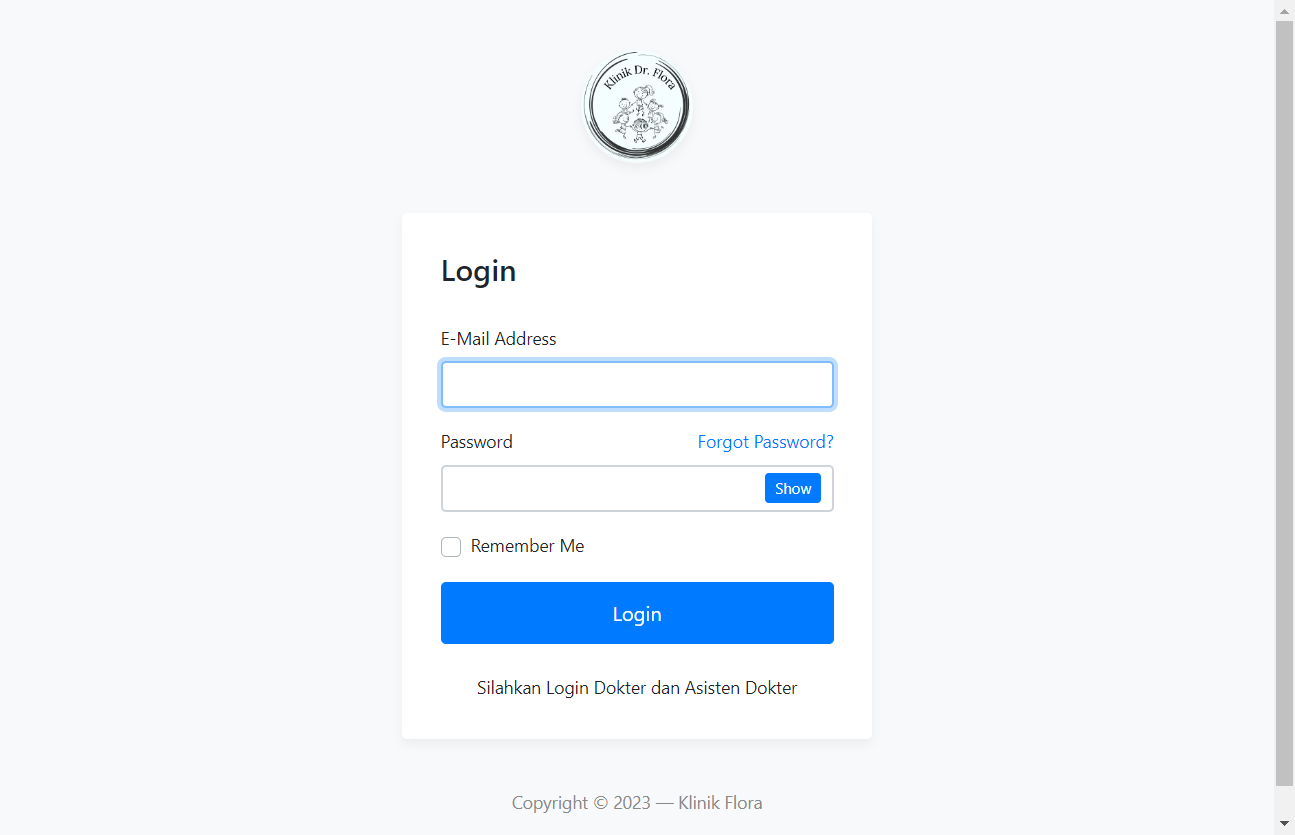 Klinik Dr. Flora
Login
E-Mail Address
Password Forgot Password?
Show
Remember Me
Login
Silahkan Login Dokter dan Asisten Dokter
Copyright © 2023 — Klinik Flora